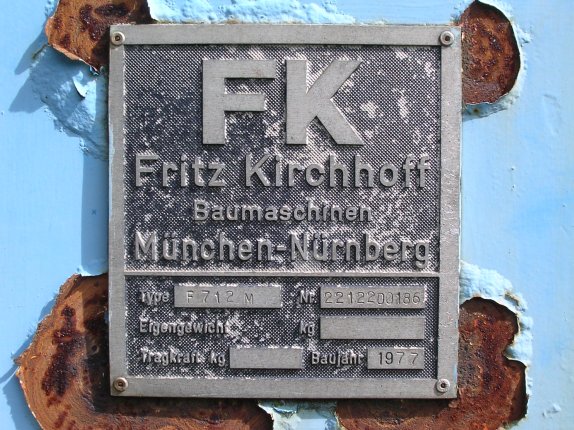 FK
Fritz Kirchhoff
Baumaschinen
München-Nürnberg
Type F 712 M Nr. 2212200186
Eigengewicht kg
Tragkraft kg Baujahr 1977